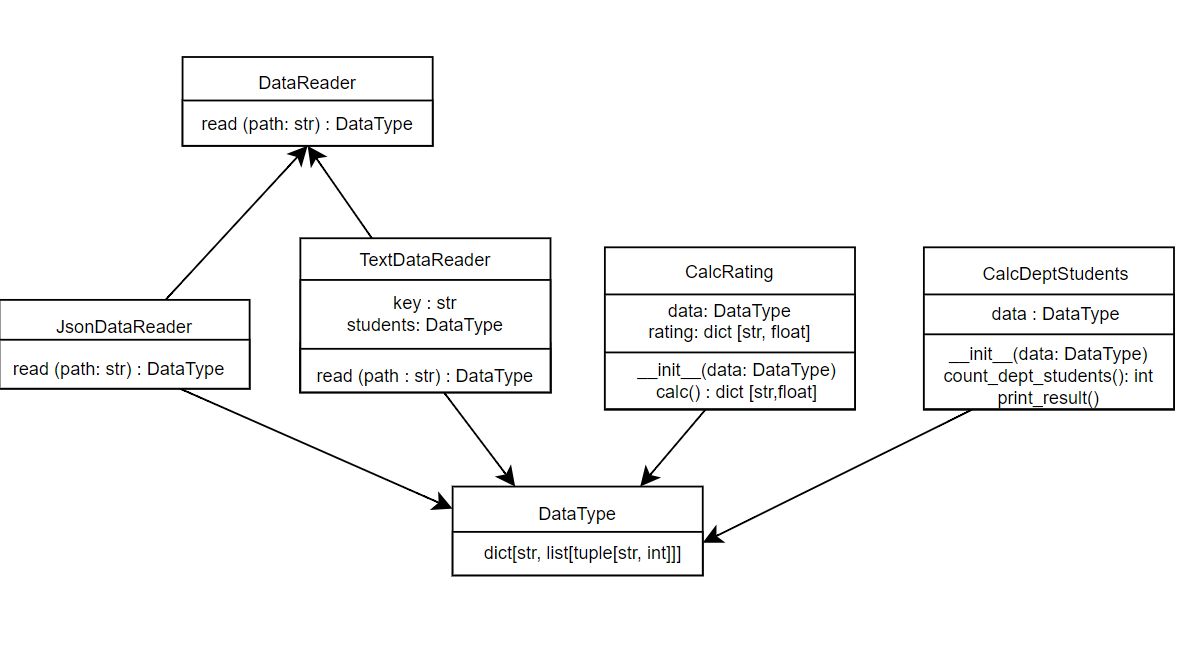 DataReader
read (path: str) : DataType
TextDataReader
key : str
students: DataType
read (path : str) : DataType
JsonDataReader
read (path: str) : DataType
CalcRating
data: DataType
rating: dict [str, float]
__init__(data: DataType)
calc() : dict [str,float]
CalcDeptStudents
data : DataType
__init__(data: DataType)
count_dept_students(): int
print_result()
DataType
dict[str, list[tuple[str, int]]]